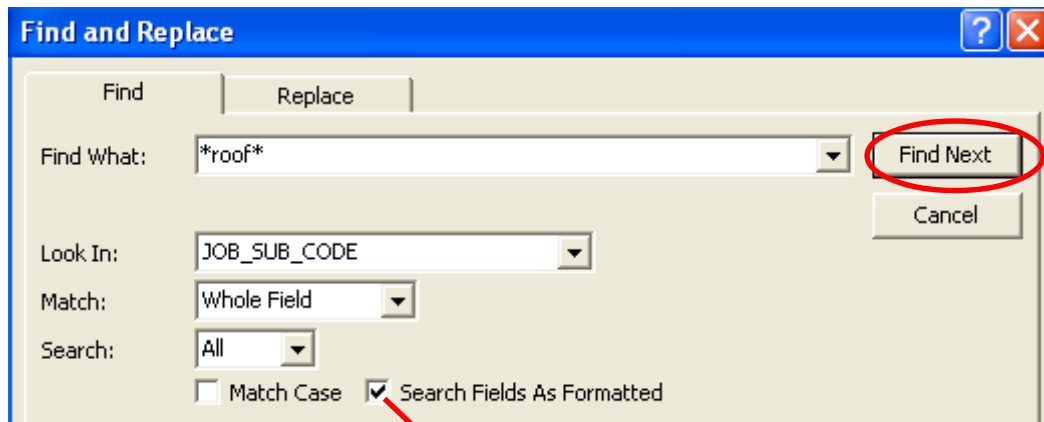 Find and Replace
Find Replace
Find What: *roof* Find Next
Cancel
Look In: JOB_SUB_CODE
Match: Whole Field
Search: All
Match Case Search Fields As Formatted